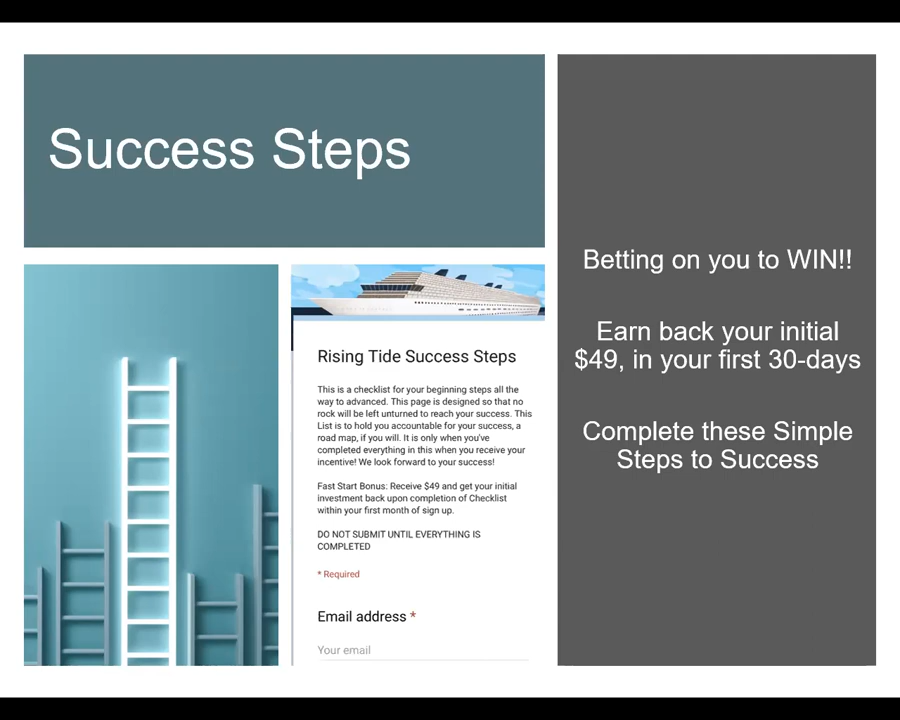 Success Steps
Rising Tide Success Steps
This is a checklist for your beginning steps all the
way to advanced. This page is designed so that no
rock will be left unturned to reach your success. This
List is to hold you accountable for your success, a
road map, if you will. It is only when you've
completed everything in this when you receive your
incentive! We look forward to your success!
Fast Start Bonus: Receive $49 and get your initial
investment back upon completion of Checklist
within your first month of sign up.
DO NOT SUBMIT UNTIL EVERYTHING IS
COMPLETED
* Required
Email address *
Your email
Betting on you to WIN!!
Earn back your initial
$49, in your first 30-days
Complete these Simple
Steps to Success